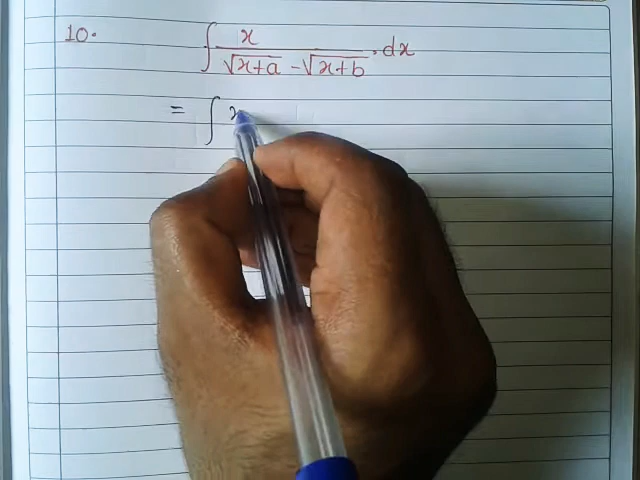 10. ∫ x / (√x+a - √x+b) . dx
= ∫ x